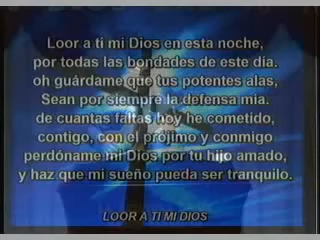 Loor a ti mi Dios en esta noche,
por todas las bondades de este día.
oh guárdame que tus potentes alas,
Sean por siempre la defensa mia.
de cuantas faltas hoy he cometido,
contigo, con el prójimo y conmigo
perdóname mi Dios por tu hijo amado,
y haz que mi sueño pueda ser tranquilo.
LOOR A TI MI DIOS